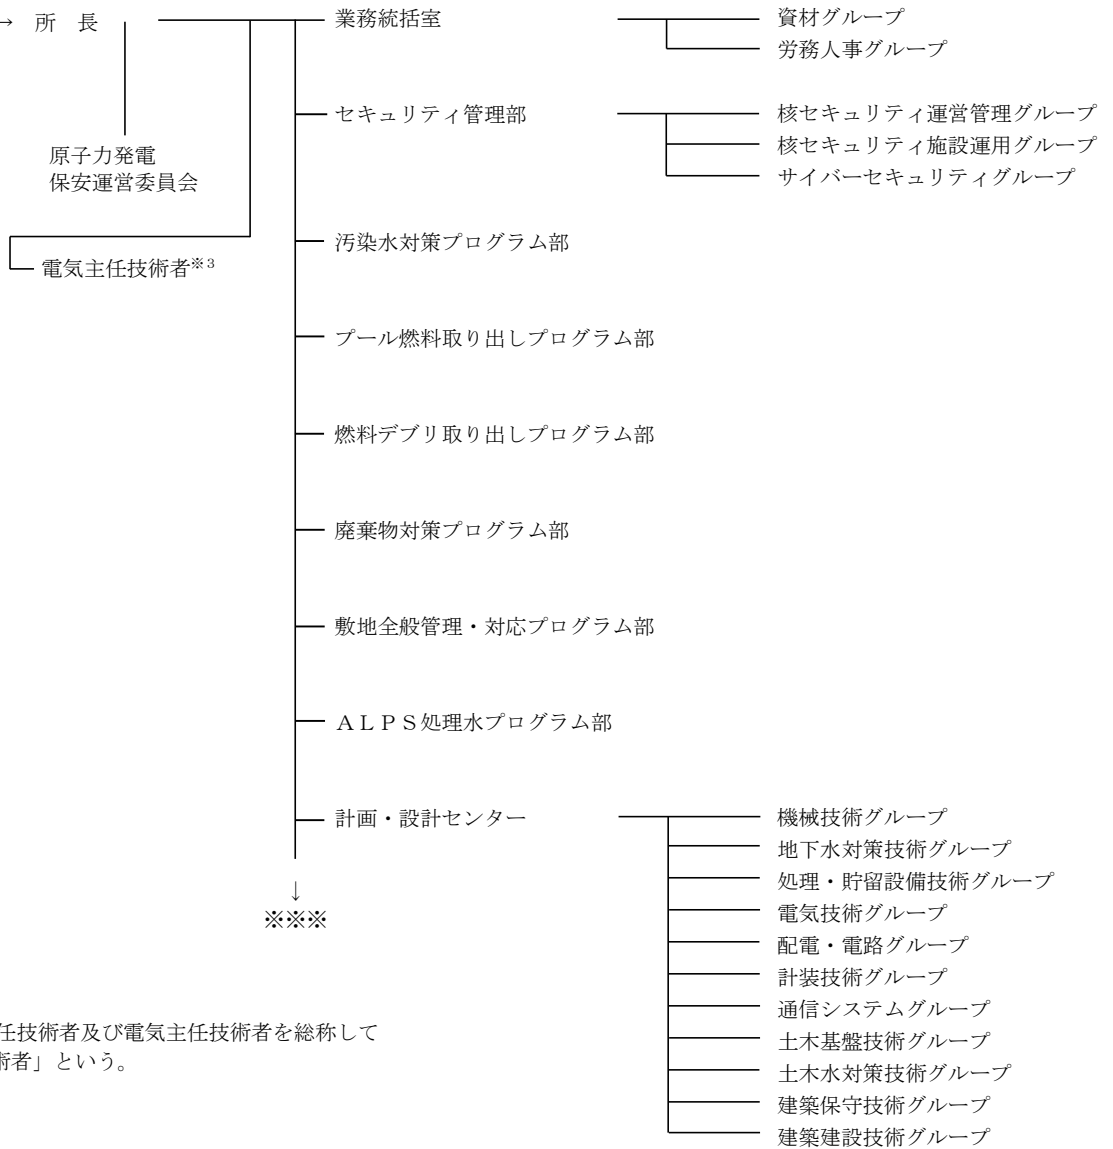 → 所 長
業務統括室
資材グループ
労務人事グループ
セキュリティ管理部
核セキュリティ運営管理グループ
核セキュリティ施設運用グループ
サイバーセキュリティグループ
原子力発電
保安運営委員会
汚染水対策プログラム部
電気主任技術者※3
プール燃料取り出しプログラム部
燃料デブリ取り出しプログラム部
廃棄物対策プログラム部
敷地全般管理・対応プログラム部
ALPS処理水プログラム部
計画・設計センター
機械技術グループ
地下水対策技術グループ
処理・貯留設備技術グループ
電気技術グループ
配電・電路グループ
計装技術グループ
通信システムグループ
土木基盤技術グループ
土木水対策技術グループ
建築保守技術グループ
建築建設技術グループ
↓
※※※
任技術者及び電気主任技術者を総称して
術者」という。